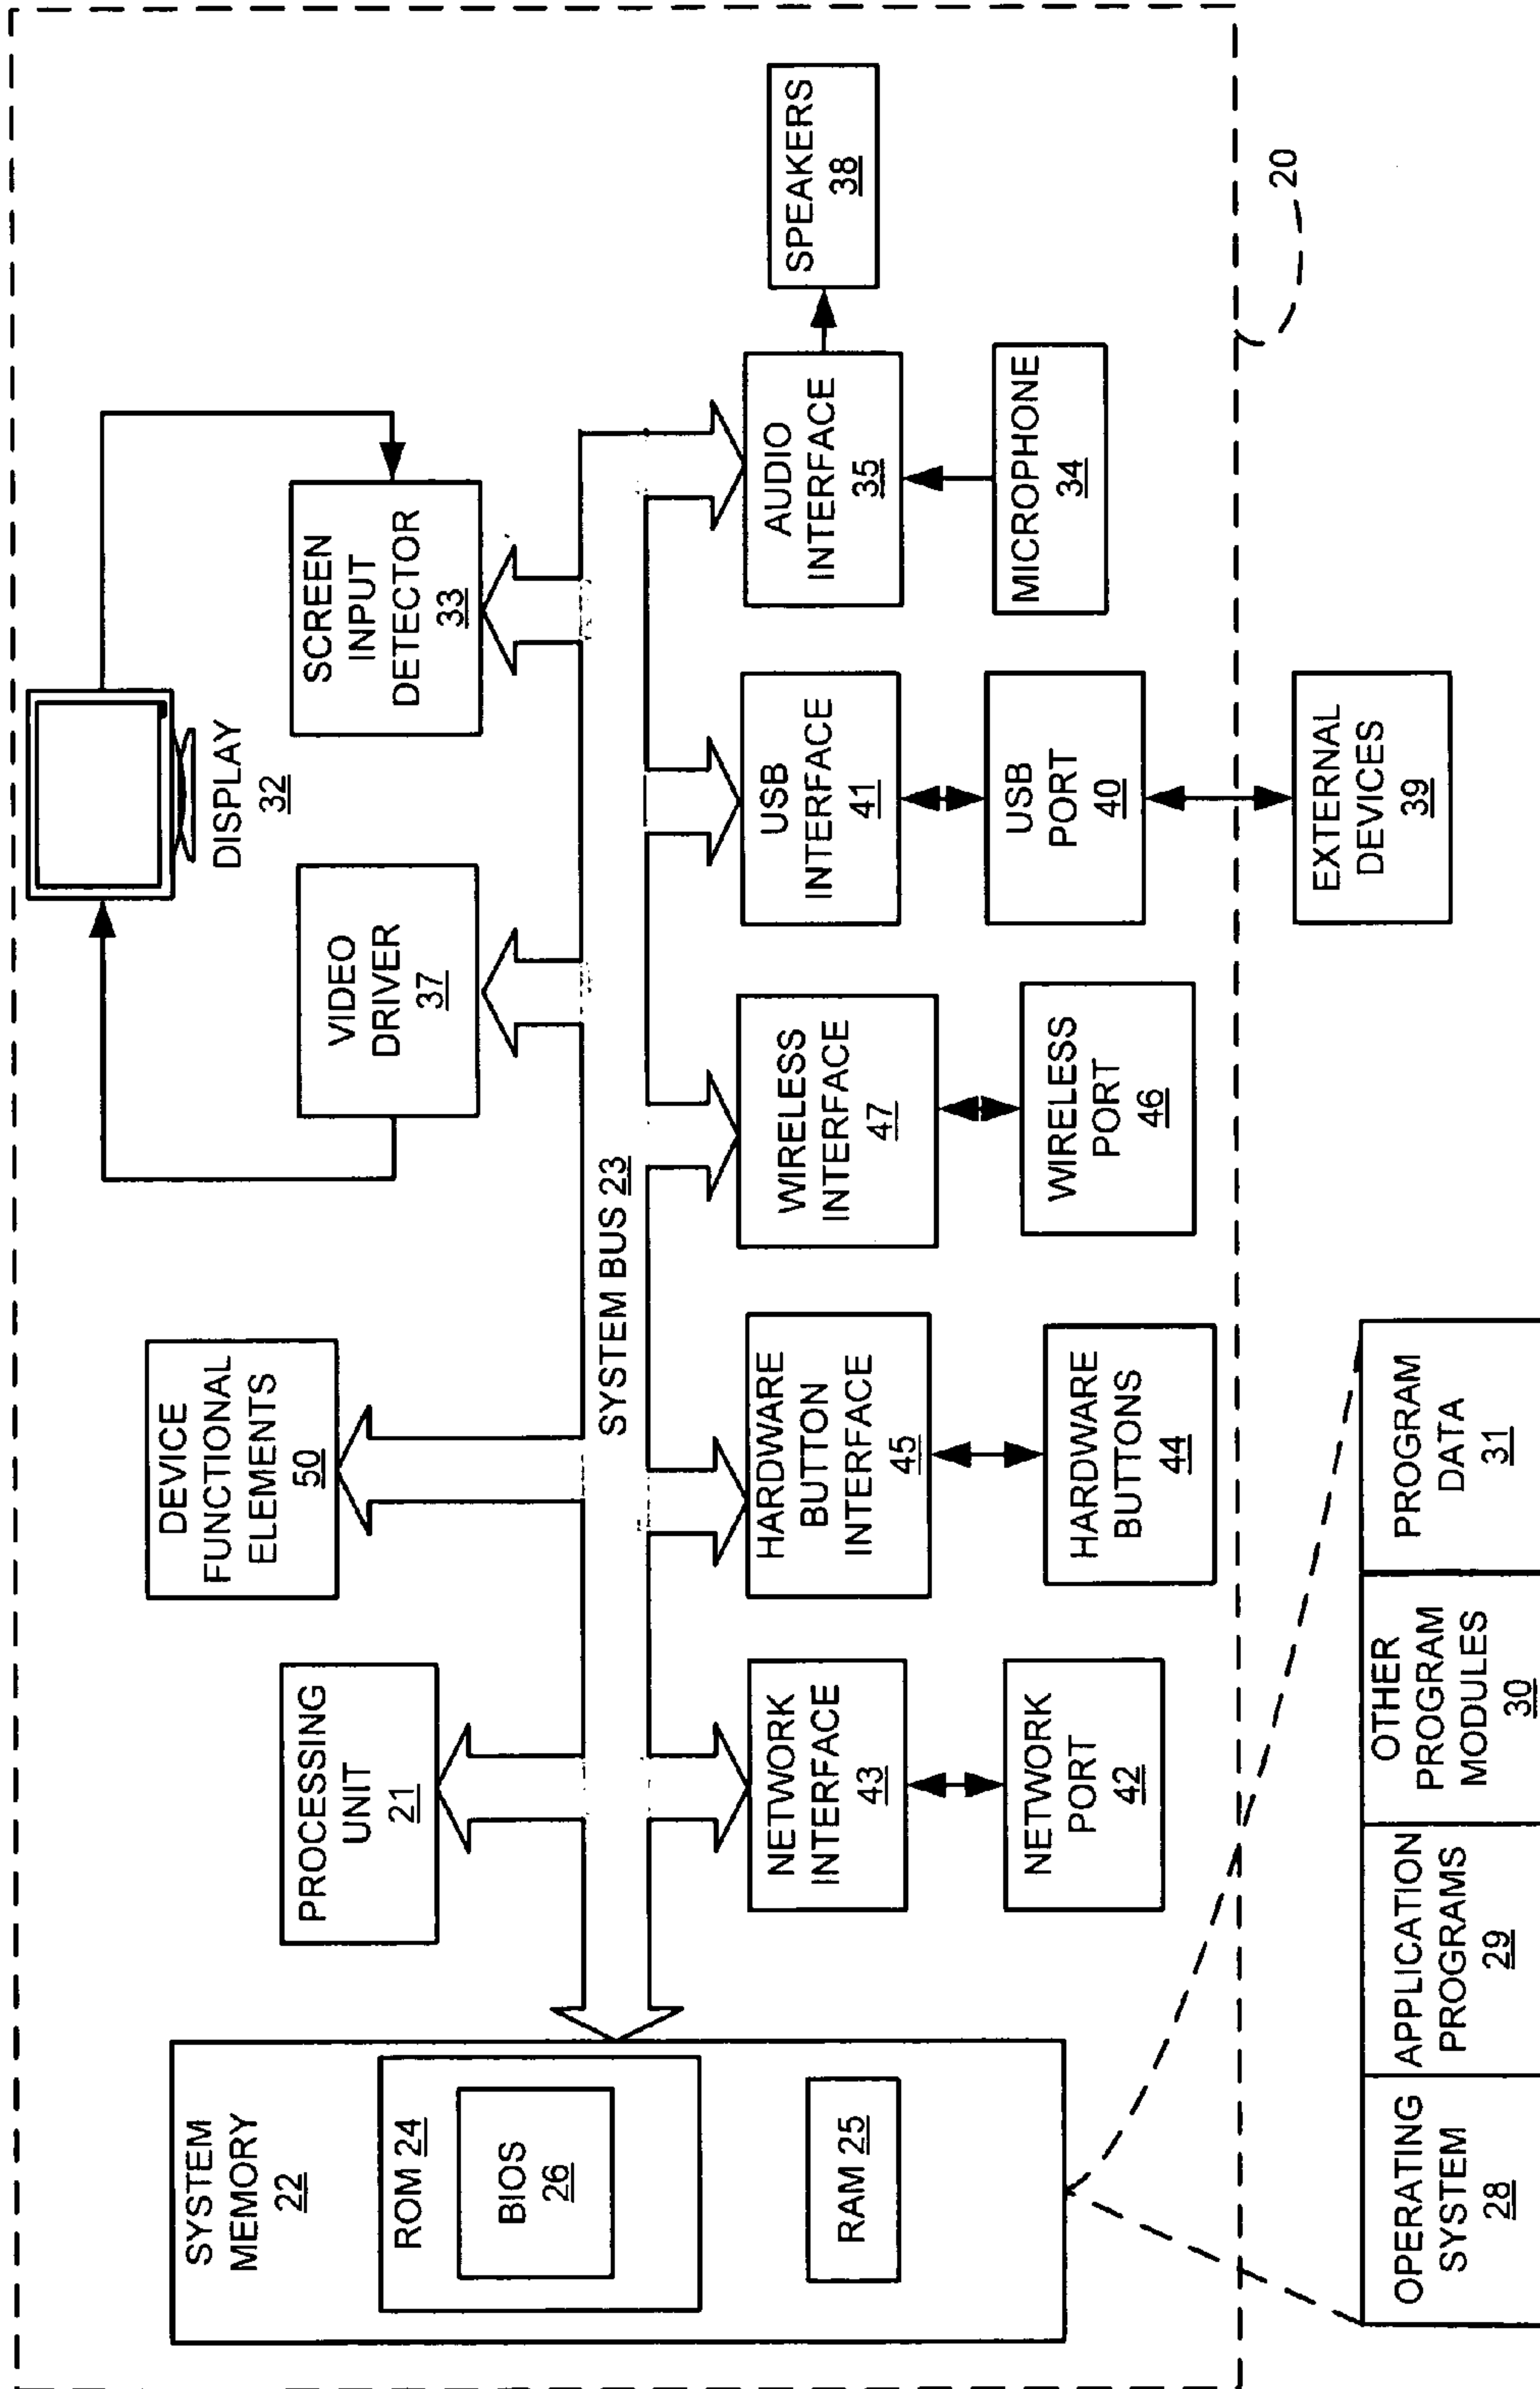 SYSTEM
MEMORY
22
ROM 24
BIOS
26
RAM 25
PROCESSING
UNIT
21
DEVICE
FUNCTIONAL
ELEMENTS
50
VIDEO
DRIVER
37
DISPLAY
32
SCREEN
INPUT
DETECTOR
33
SYSTEM BUS 23
NETWORK
INTERFACE
43
HARDWARE
BUTTON
INTERFACE
45
WIRELESS
INTERFACE
47
USB
INTERFACE
41
AUDIO
INTERFACE
35
SPEAKERS
38
NETWORK
PORT
42
HARDWARE
BUTTONS
44
WIRELESS
PORT
46
USB
PORT
40
MICROPHONE
34
20
OPERATING
SYSTEM
28
APPLICATION
PROGRAMS
29
OTHER
PROGRAM
MODULES
30
PROGRAM
DATA
31
EXTERNAL
DEVICES
39